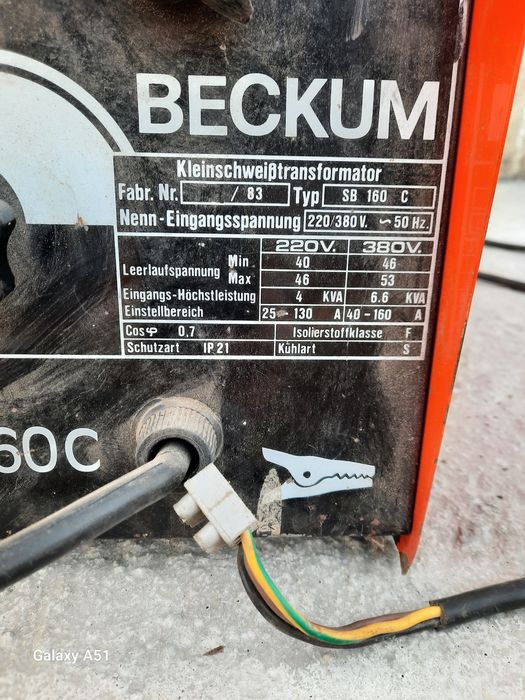 BECKUM
Kleinschweißtransformator
Fabr. Nr. / 83 Typ SB 160 C
Nenn-Eingangsspannung 220/380V. ~50 Hz.
220V. 380V.
Leerlaufspannung Min 40 46
Max 46 53
Eingangs-Höchstleistung 4 KVA 6.6 KVA
Einstellbereich 25-130 A 40-160 A
Cosφ 0,7 Isolierstoffklasse F
Schutzart IP 21 Kühlart S
60C
Galaxy-A51